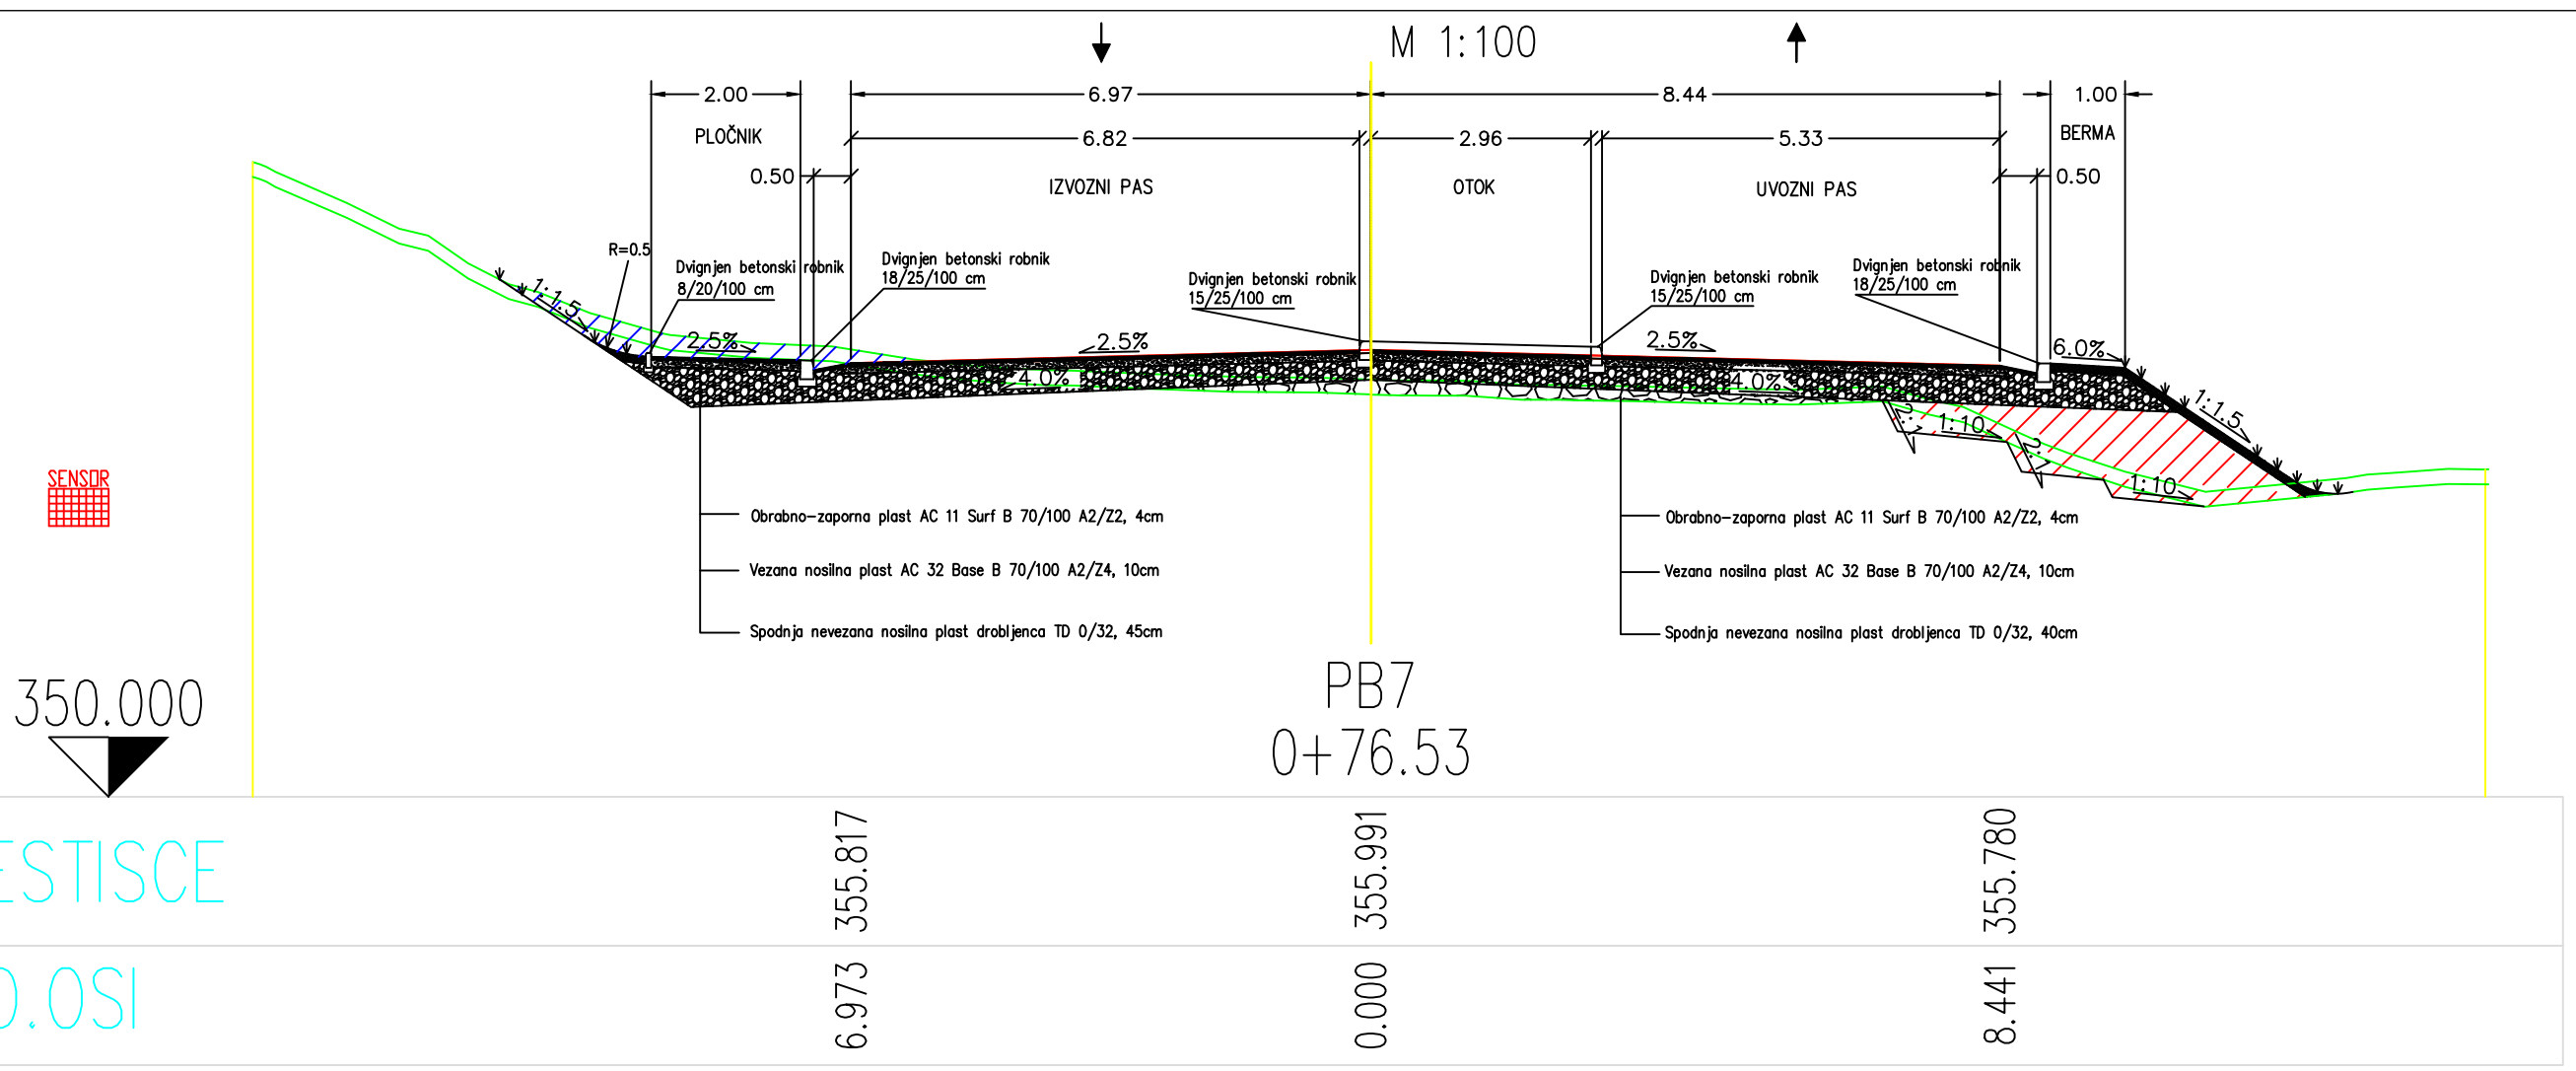 M 1:100
2.00
6.97
8.44
1.00
PLOČNIK
6.82
2.96
5.33
BERMA
0.50
IZVOZNI PAS
OTOK
UVOZNI PAS
0.50
R=0.5
Dvignjen betonski robnik
8/20/100 cm
Dvignjen betonski robnik
18/25/100 cm
Dvignjen betonski robnik
15/25/100 cm
Dvignjen betonski robnik
15/25/100 cm
Dvignjen betonski robnik
18/25/100 cm
1:1.5
2.5%
2.5%
2.5%
6.0%
4.0%
4.0%
1:1.5
2:1
1:10
2:1
1:10
SENSOR
Obrabno-zaporna plast AC 11 Surf B 70/100 A2/Z2, 4cm
Vezana nosilna plast AC 32 Base B 70/100 A2/Z4, 10cm
Spodnja nevezana nosilna plast drobljenca TD 0/32, 45cm
Obrabno-zaporna plast AC 11 Surf B 70/100 A2/Z2, 4cm
Vezana nosilna plast AC 32 Base B 70/100 A2/Z4, 10cm
Spodnja nevezana nosilna plast drobljenca TD 0/32, 40cm
350.000
PB7
0+76.53
ESTISCE
355.817
355.991
355.780
D.OSI
6.973
0.000
8.441